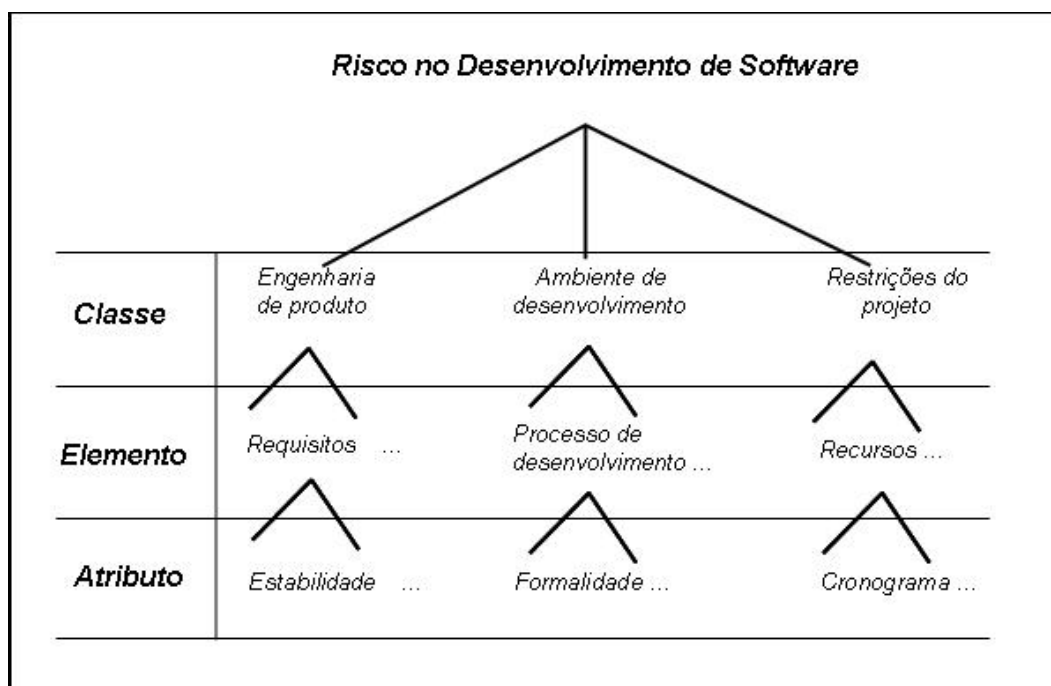 Risco no Desenvolvimento de Software
Classe
Engenharia
de produto
Ambiente de
desenvolvimento
Restrições do
projeto
Elemento
Requisitos ...
Processo de
desenvolvimento ...
Recursos ...
Atributo
Estabilidade ...
Formalidade ...
Cronograma ...